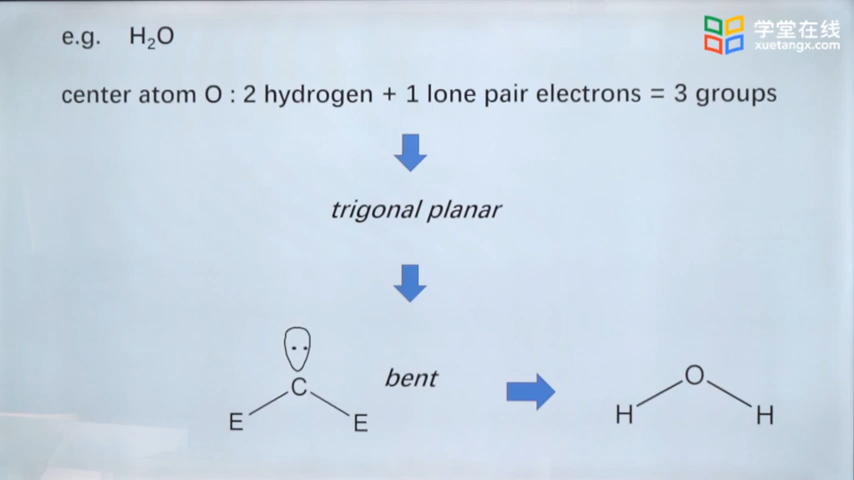 e.g. H₂O
学堂在线
xuetangx.com
center atom O : 2 hydrogen + 1 lone pair electrons = 3 groups
trigonal planar
bent
C
E
E
O
H
H